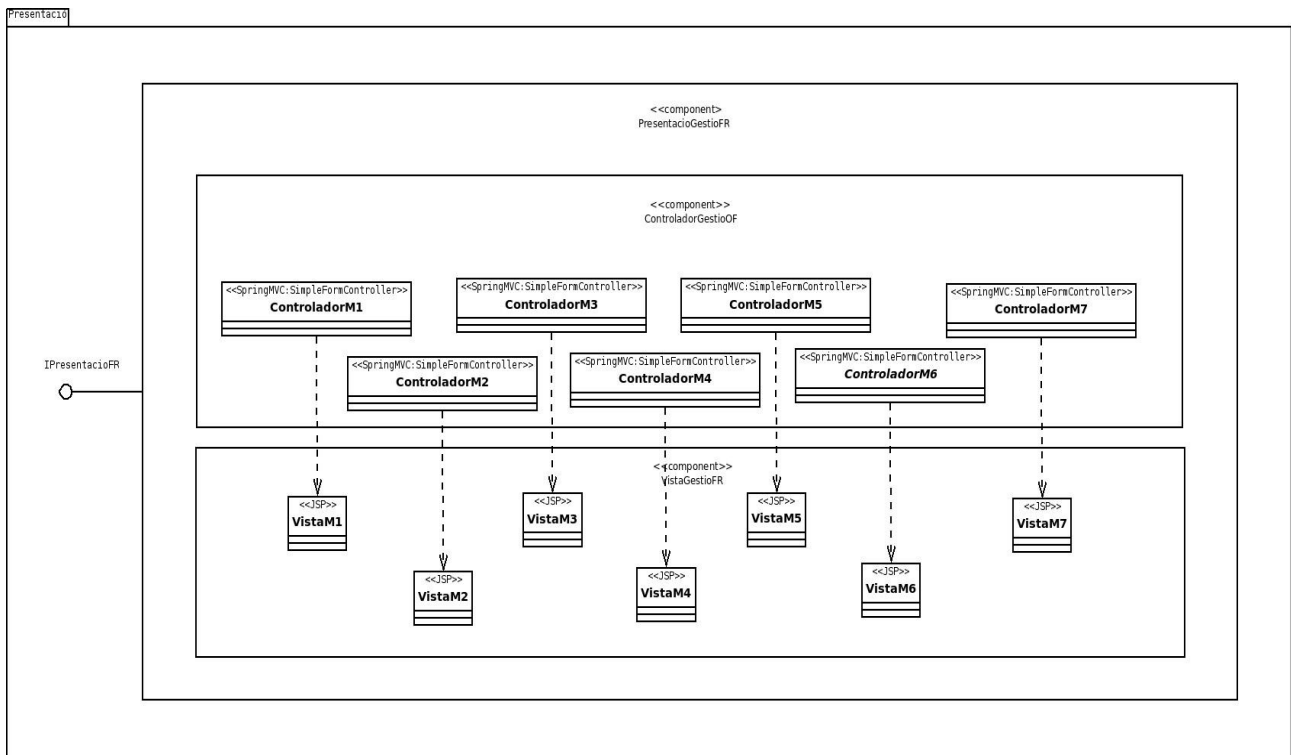 Presentació
<<component>
PresentacioGestioFR
<<component>>
ControladorGestioOF
<<SpringMVC:SimpleFormController>>
ControladorM1
<<SpringMVC:SimpleFormController>>
ControladorM3
<<SpringMVC:SimpleFormController>>
ControladorM5
<<SpringMVC:SimpleFormController>>
ControladorM7
<<SpringMVC:SimpleFormController>>
ControladorM2
<<SpringMVC:SimpleFormController>>
ControladorM4
<<SpringMVC:SimpleFormController>>
ControladorM6
IPresentacioFR
<<component>>
VistaGestioFR
<<JSP>>
VistaM1
<<JSP>>
VistaM3
<<JSP>>
VistaM5
<<JSP>>
VistaM7
<<JSP>>
VistaM2
<<JSP>>
VistaM4
<<JSP>>
VistaM6